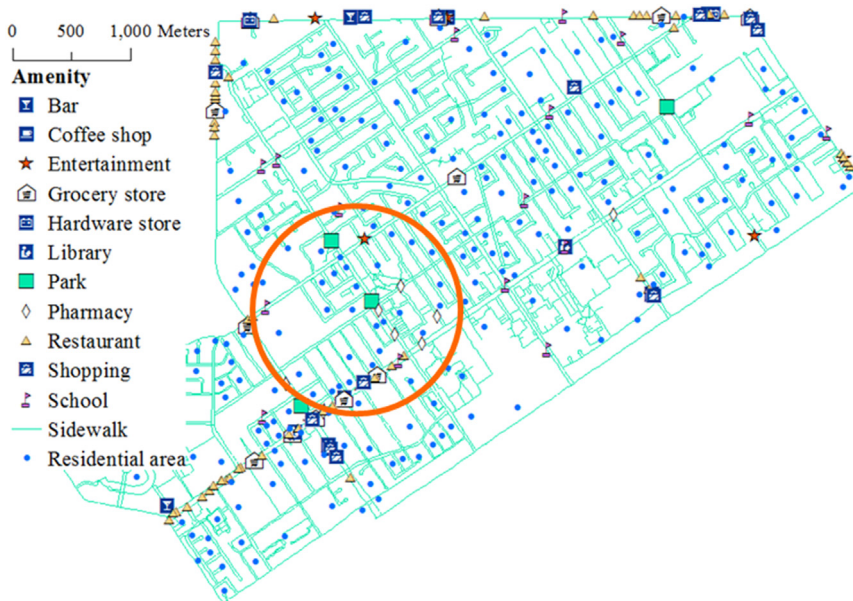 0 500 1,000 Meters
Amenity
Bar
Coffee shop
Entertainment
Grocery store
Hardware store
Library
Park
Pharmacy
Restaurant
Shopping
School
Sidewalk
Residential area